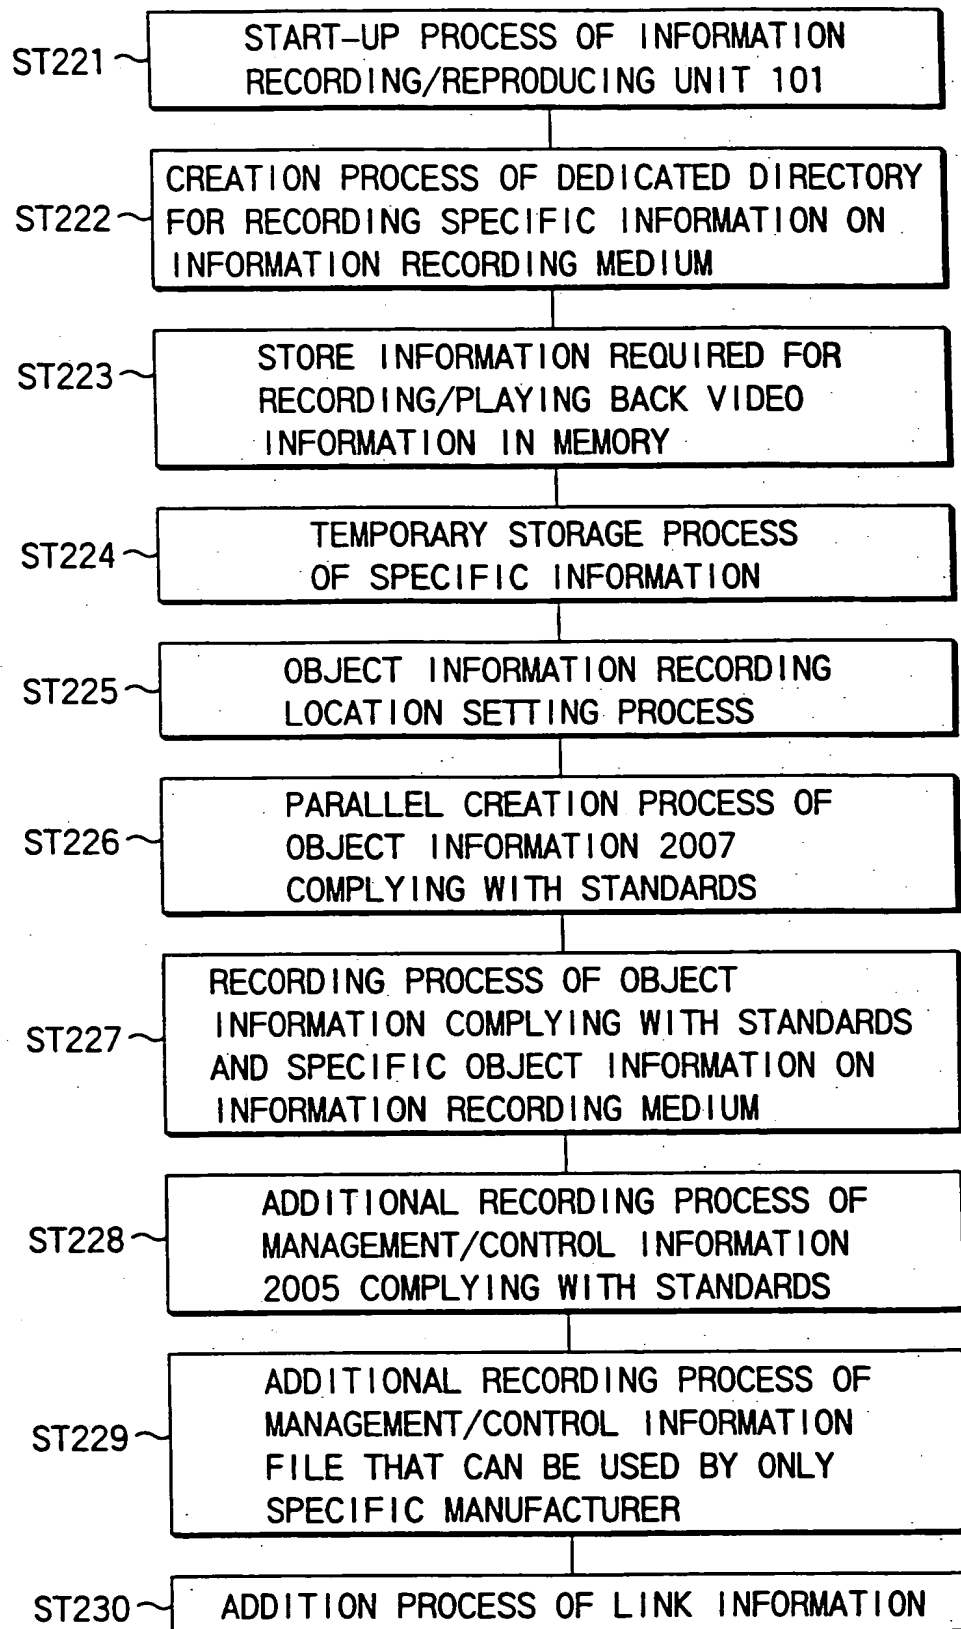 ST221
START-UP PROCESS OF INFORMATION
RECORDING/REPRODUCING UNIT 101
ST222
CREATION PROCESS OF DEDICATED DIRECTORY
FOR RECORDING SPECIFIC INFORMATION ON
INFORMATION RECORDING MEDIUM
ST223
STORE INFORMATION REQUIRED FOR
RECORDING/PLAYING BACK VIDEO
INFORMATION IN MEMORY
ST224
TEMPORARY STORAGE PROCESS
OF SPECIFIC INFORMATION
ST225
OBJECT INFORMATION RECORDING
LOCATION SETTING PROCESS
ST226
PARALLEL CREATION PROCESS OF
OBJECT INFORMATION 2007
COMPLYING WITH STANDARDS
ST227
RECORDING PROCESS OF OBJECT
INFORMATION COMPLYING WITH STANDARDS
AND SPECIFIC OBJECT INFORMATION ON
INFORMATION RECORDING MEDIUM
ST228
ADDITIONAL RECORDING PROCESS OF
MANAGEMENT/CONTROL INFORMATION
2005 COMPLYING WITH STANDARDS
ST229
ADDITIONAL RECORDING PROCESS OF
MANAGEMENT/CONTROL INFORMATION
FILE THAT CAN BE USED BY ONLY
SPECIFIC MANUFACTURER
ST230
ADDITION PROCESS OF LINK INFORMATION